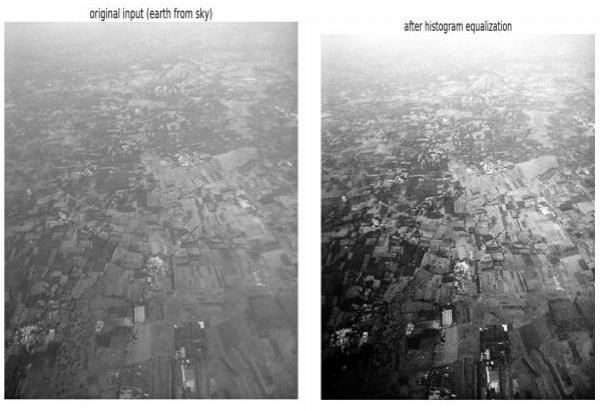 original input (earth from sky)
after histogram equalization